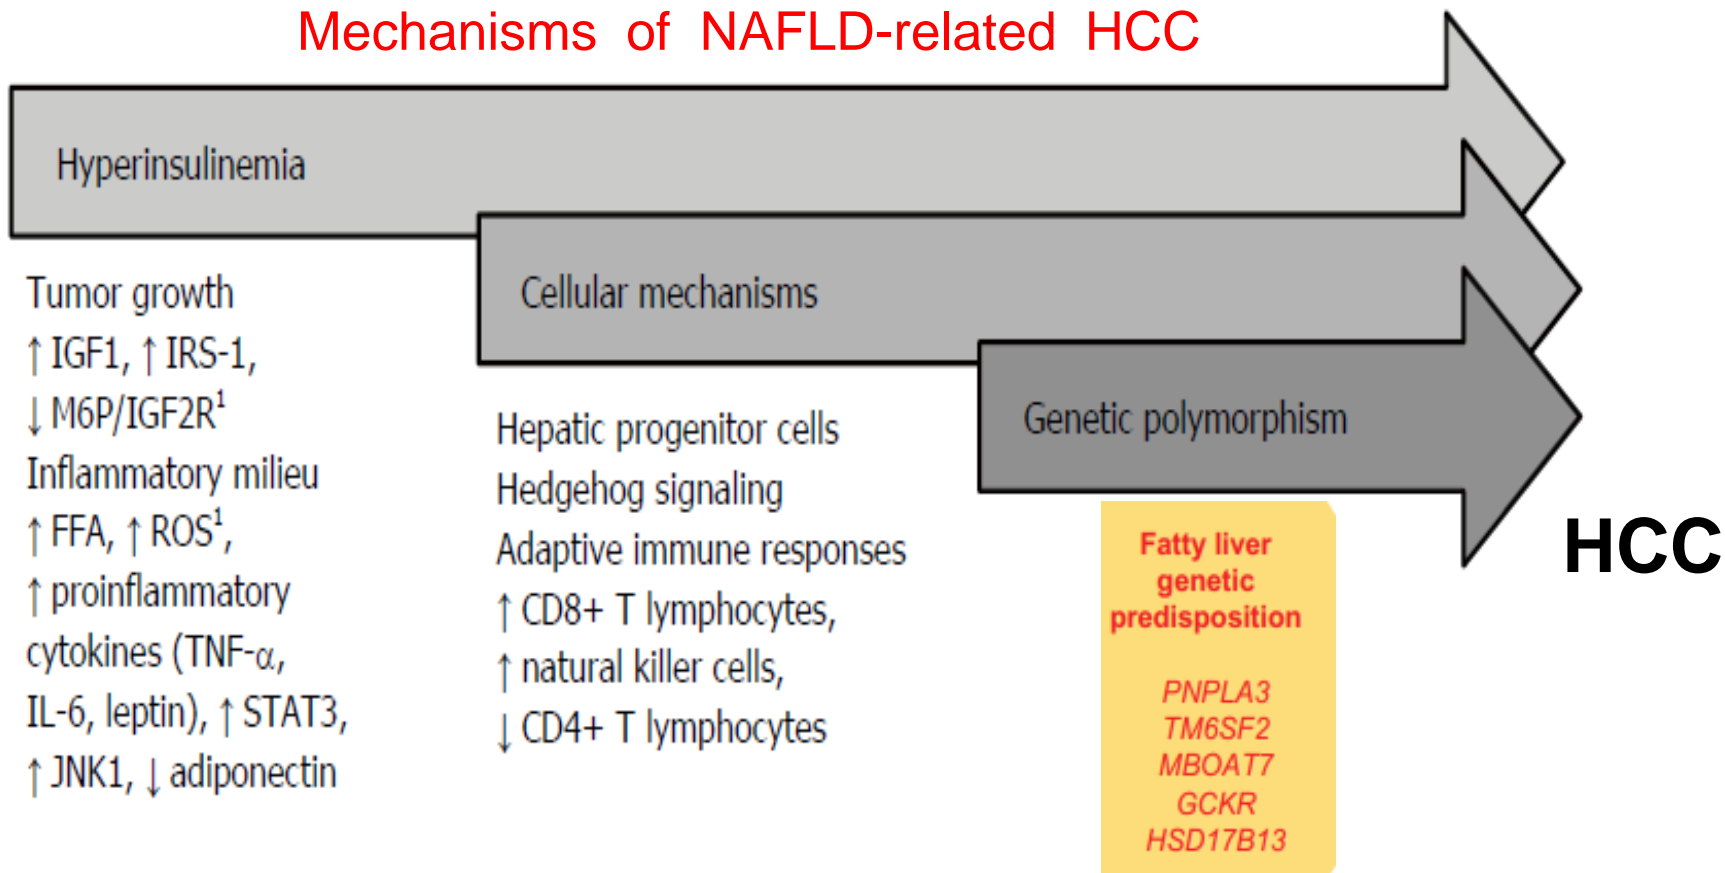 Mechanisms of NAFLD-related HCC
Hyperinsulinemia
Tumor growth
↑ IGF1, ↑ IRS-1,
↓ M6P/IGF2R¹
Inflammatory milieu
↑ FFA, ↑ ROS¹,
↑ proinflammatory
cytokines (TNF-α,
IL-6, leptin), ↑ STAT3,
↑ JNK1, ↓ adiponectin
Cellular mechanisms
Hepatic progenitor cells
Hedgehog signaling
Adaptive immune responses
↑ CD8+ T lymphocytes,
↑ natural killer cells,
↓ CD4+ T lymphocytes
Genetic polymorphism
Fatty liver
genetic
predisposition
PNPLA3
TM6SF2
MBOAT7
GCKR
HSD17B13
HCC